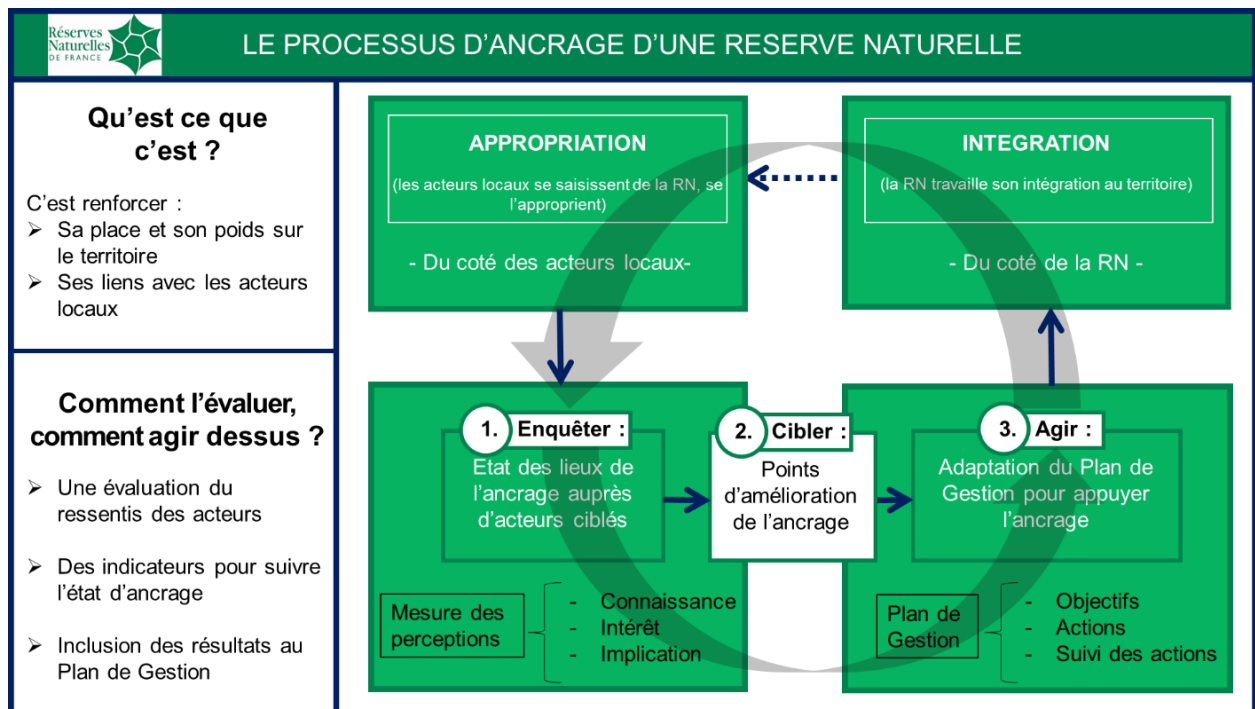 Réserves
Naturelles
DE FRANCE
LE PROCESSUS D’ANCRAGE D’UNE RESERVE NATURELLE
Qu’est ce que
c’est ?
C’est renforcer :
➢ Sa place et son poids sur
le territoire
➢ Ses liens avec les acteurs
locaux
Comment l’évaluer,
comment agir dessus ?
➢ Une évaluation du
ressentis des acteurs
➢ Des indicateurs pour suivre
l’état d’ancrage
➢ Inclusion des résultats au
Plan de Gestion
APPROPRIATION
(les acteurs locaux se saisissent de la RN, se
l’approprient)
- Du coté des acteurs locaux-
INTEGRATION
(la RN travaille son intégration au territoire)
- Du coté de la RN -
1. Enquêter :
Etat des lieux de
l’ancrage auprès
d’acteurs ciblés
2. Cibler :
Points
d’amélioration
de l’ancrage
3. Agir :
Adaptation du Plan de
Gestion pour appuyer
l’ancrage
Mesure des
perceptions
- Connaissance
- Intérêt
- Implication
Plan de
Gestion
- Objectifs
- Actions
- Suivi des actions